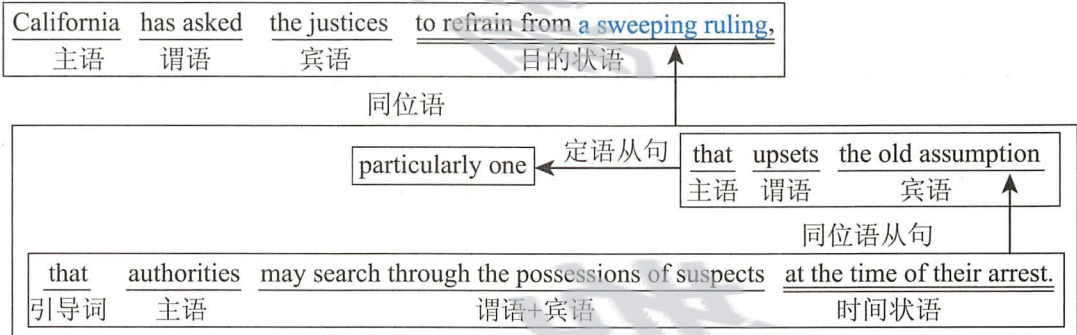 California has asked the justices to refrain from a sweeping ruling,
主语 谓语 宾语 目的状语
同位语
particularly one 定语从句 that upsets the old assumption
主语 谓语 宾语
同位语从句
that authorities may search through the possessions of suspects at the time of their arrest.
引导词 主语 谓语+宾语 时间状语